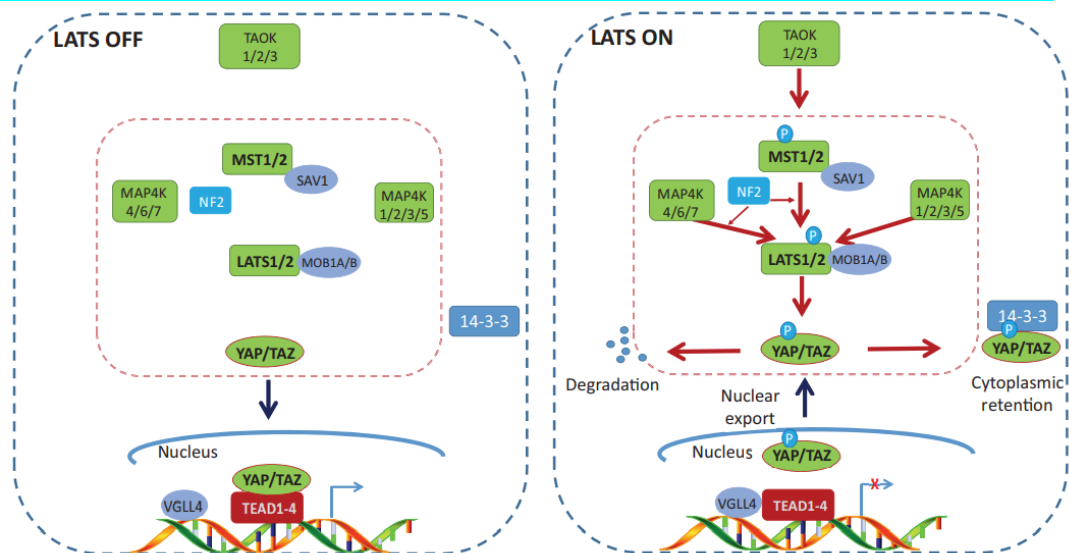 LATS OFF
TAOK
1/2/3
MST1/2
SAV1
MAP4K
4/6/7
NF2
MAP4K
1/2/3/5
LATS1/2
MOB1A/B
14-3-3
YAP/TAZ
Nucleus
YAP/TAZ
VGLL4
TEAD1-4
LATS ON
TAOK
1/2/3
P
MST1/2
SAV1
MAP4K
4/6/7
NF2
MAP4K
1/2/3/5
P
LATS1/2
MOB1A/B
14-3-3
P
YAP/TAZ
P
YAP/TAZ
Degradation
Cytoplasmic
retention
Nuclear
export
Nucleus
P
YAP/TAZ
VGLL4
TEAD1-4
X